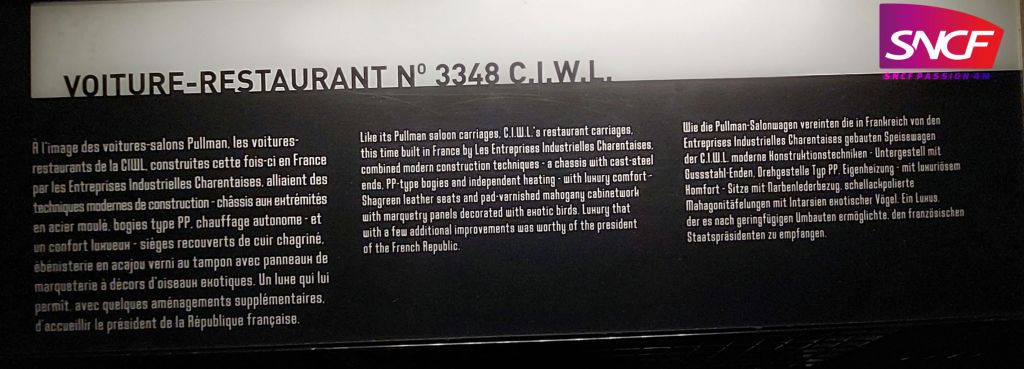 SNCF
SNCF PASSION AM
VOITURE-RESTAURANT Nº 3348 C.I.W.L.
À l'image des voitures-salons Pullman, les voitures-
restaurants de la CIWL, construites cette fois-ci en France
par les Entreprises Industrielles Charentaises, alliaient des
techniques modernes de construction - châssis aux extrémités
en acier moulé, bogies type PP, chauffage autonome - et
un confort luxueux - sièges recouverts de cuir chagriné,
ébénisterie en acajou verni au tampon avec panneaux de
marqueterie à décors d'oiseaux exotiques. Un luxe qui lui
permit, avec quelques aménagements supplémentaires,
d'accueillir le président de la République française.
Like its Pullman saloon carriages, C.I.W.L.'s restaurant carriages,
this time built in France by Les Entreprises Industrielles Charentaises,
combined modern construction techniques - a chassis with cast-steel
ends, PP-type bogies and independent heating - with luxury comfort -
Shagreen leather seats and pad-varnished mahogany cabinetwork
with marquetry panels decorated with exotic birds. Luxury that
with a few additional improvements was worthy of the president
of the French Republic.
Wie die Pullman-Salonwagen vereinten die in Frankreich von den
Entreprises Industrielles Charentaises gebauten Speisewagen
der C.I.W.L. moderne Konstruktionstechniken - Untergestell mit
Gussstahl-Enden, Drehgestelle Typ PP, Eigenheizung - mit luxuriösem
Komfort - Sitze mit Narbenlederbezug, schellackpolierte
Mahagonitäfelungen mit Intarsien exotischer Vögel. Ein Luxus,
der es nach geringfügigen Umbauten ermöglichte, den französischen
Staatspräsidenten zu empfangen.